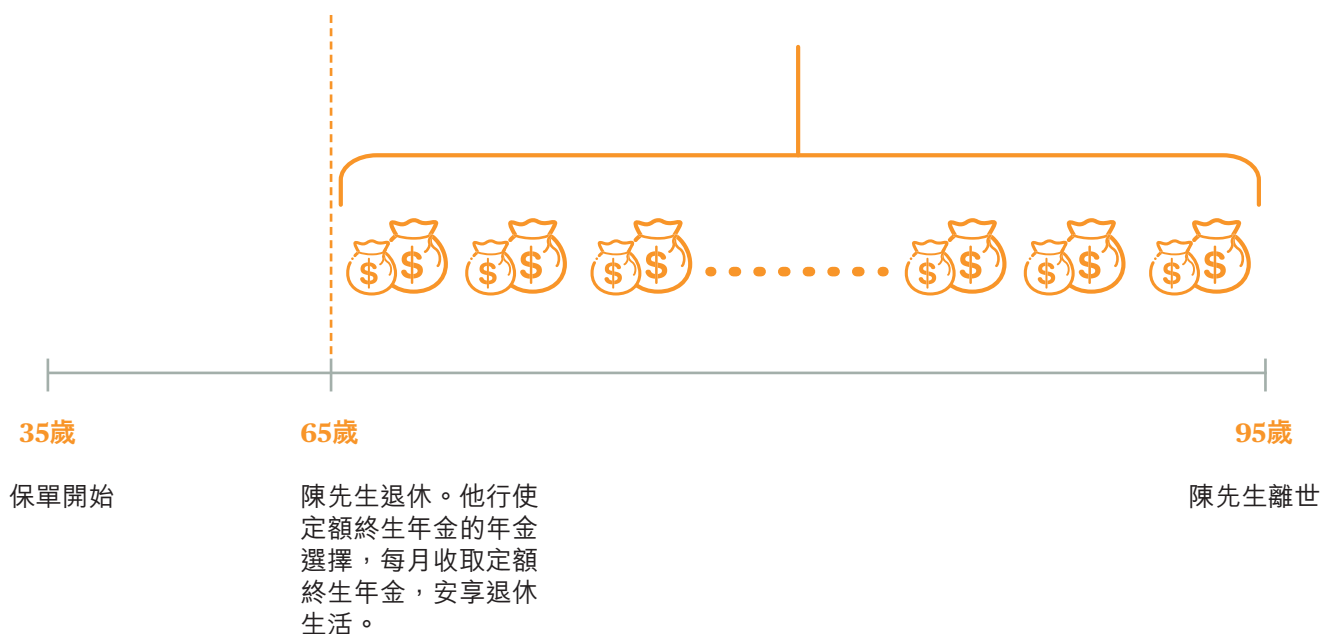 $ $ $ $ $ $ $ $ $ $ $ $
35歲
65歲
95歲
保單開始
陳先生退休。他行使
定額終生年金的年金
選擇，每月收取定額
終生年金，安享退休
生活。
陳先生離世